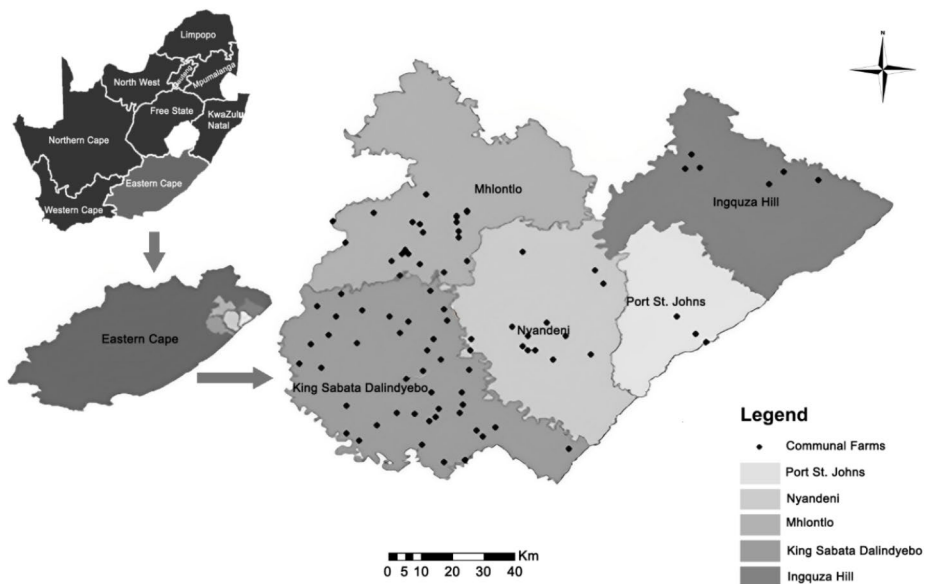 Limpopo
North West
Mpumalanga
Free State
KwaZulu
Natal
Northern Cape
Eastern Cape
Western Cape
N
Mhlontlo
Ingquza Hill
Port St. Johns
Nyandeni
Eastern Cape
King Sabata Dalindyebo
Legend
Communal Farms
Port St. Johns
Nyandeni
Mhlontlo
King Sabata Dalindyebo
Ingquza Hill
Km
0 5 10 20 30 40